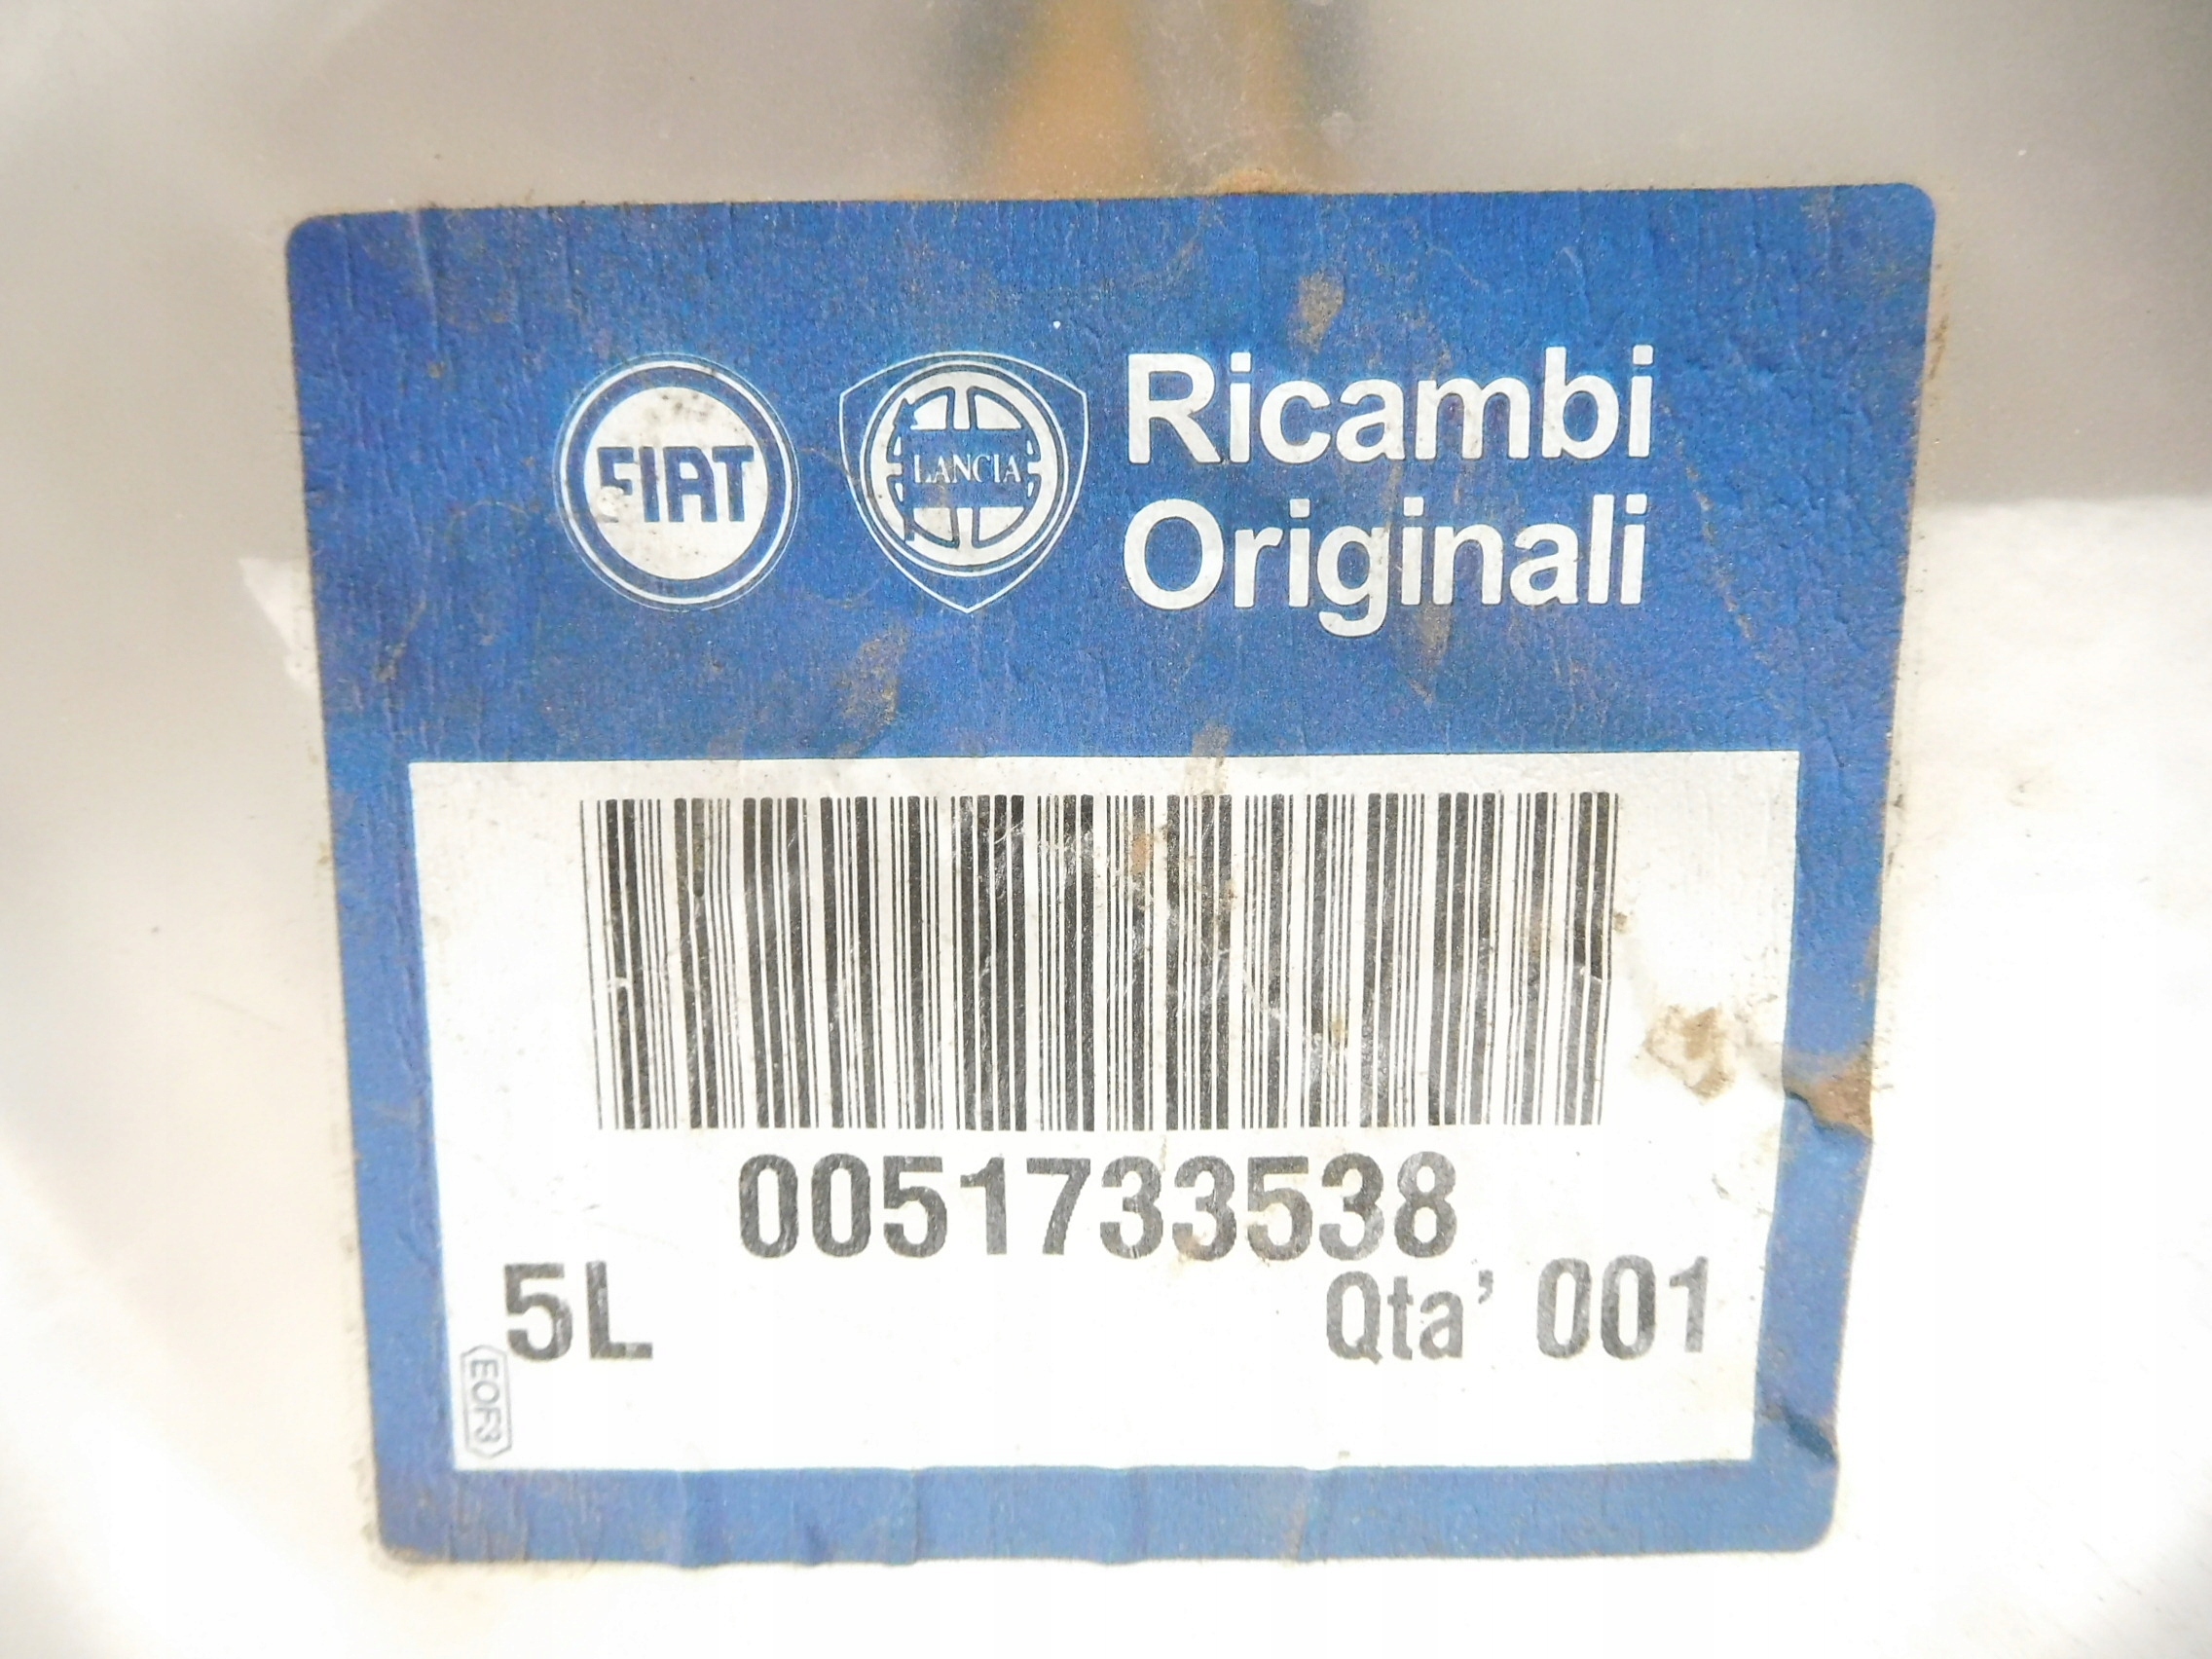 FIAT
LANCIA
Ricambi
Originali
0051733538
5L
Qta' 001
EOF3